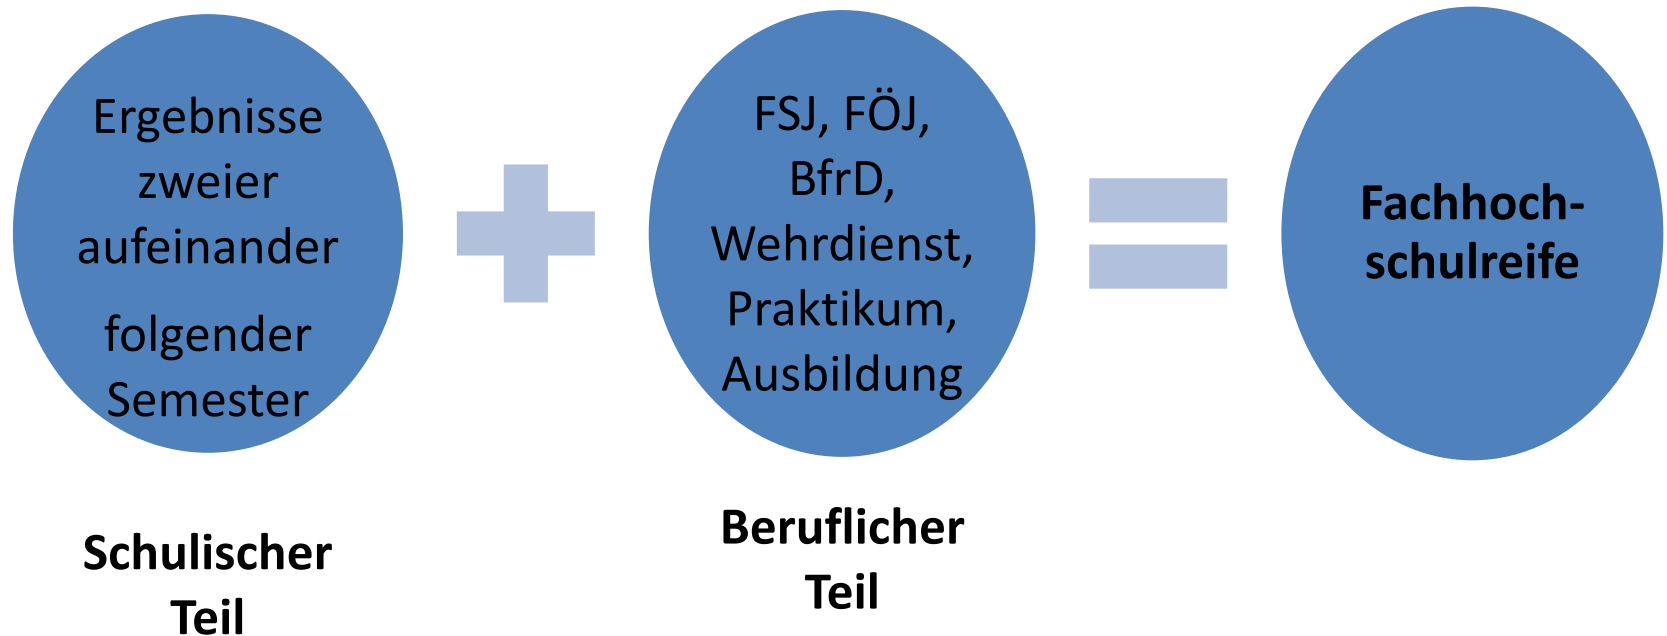 Ergebnisse
zweier
aufeinander
folgender
Semester
Schulischer
Teil
FSJ, FÖJ,
BfrD,
Wehrdienst,
Praktikum,
Ausbildung
Beruflicher
Teil
Fachhoch-
schulreife